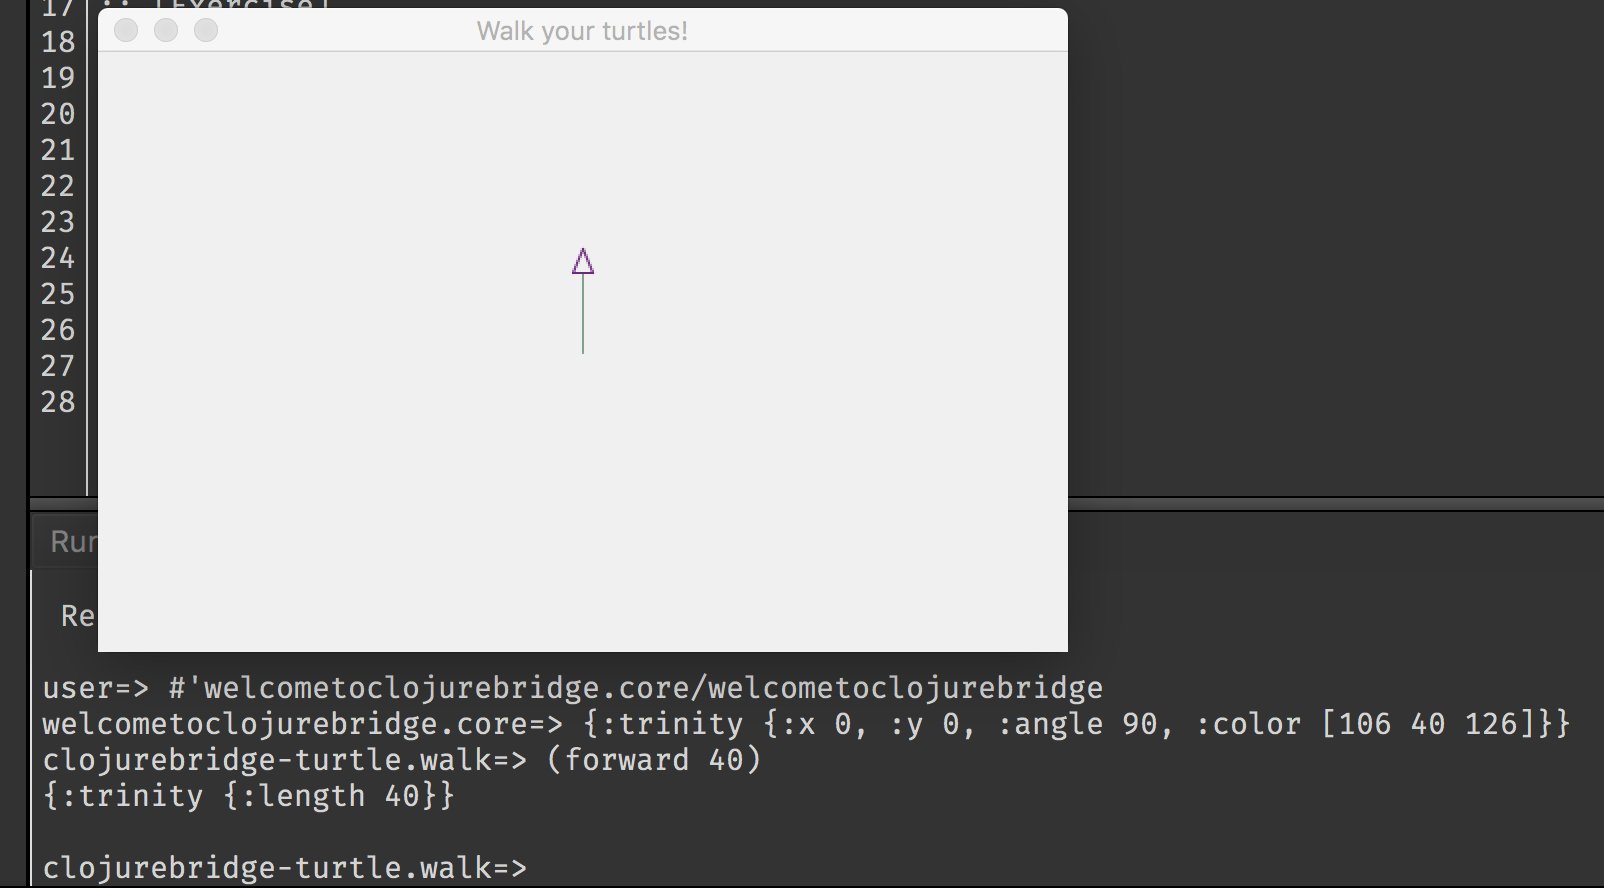 17 ;; [Exercise]
18
Walk your turtles!
19
20
21
22
23
24
25
26
27
28
Run
Re
user=> #'welcometoclojurebridge.core/welcometoclojurebridge
welcometoclojurebridge.core=> {:trinity {:x 0, :y 0, :angle 90, :color [106 40 126]}}
clojurebridge-turtle.walk=> (forward 40)
{:trinity {:length 40}}
clojurebridge-turtle.walk=>